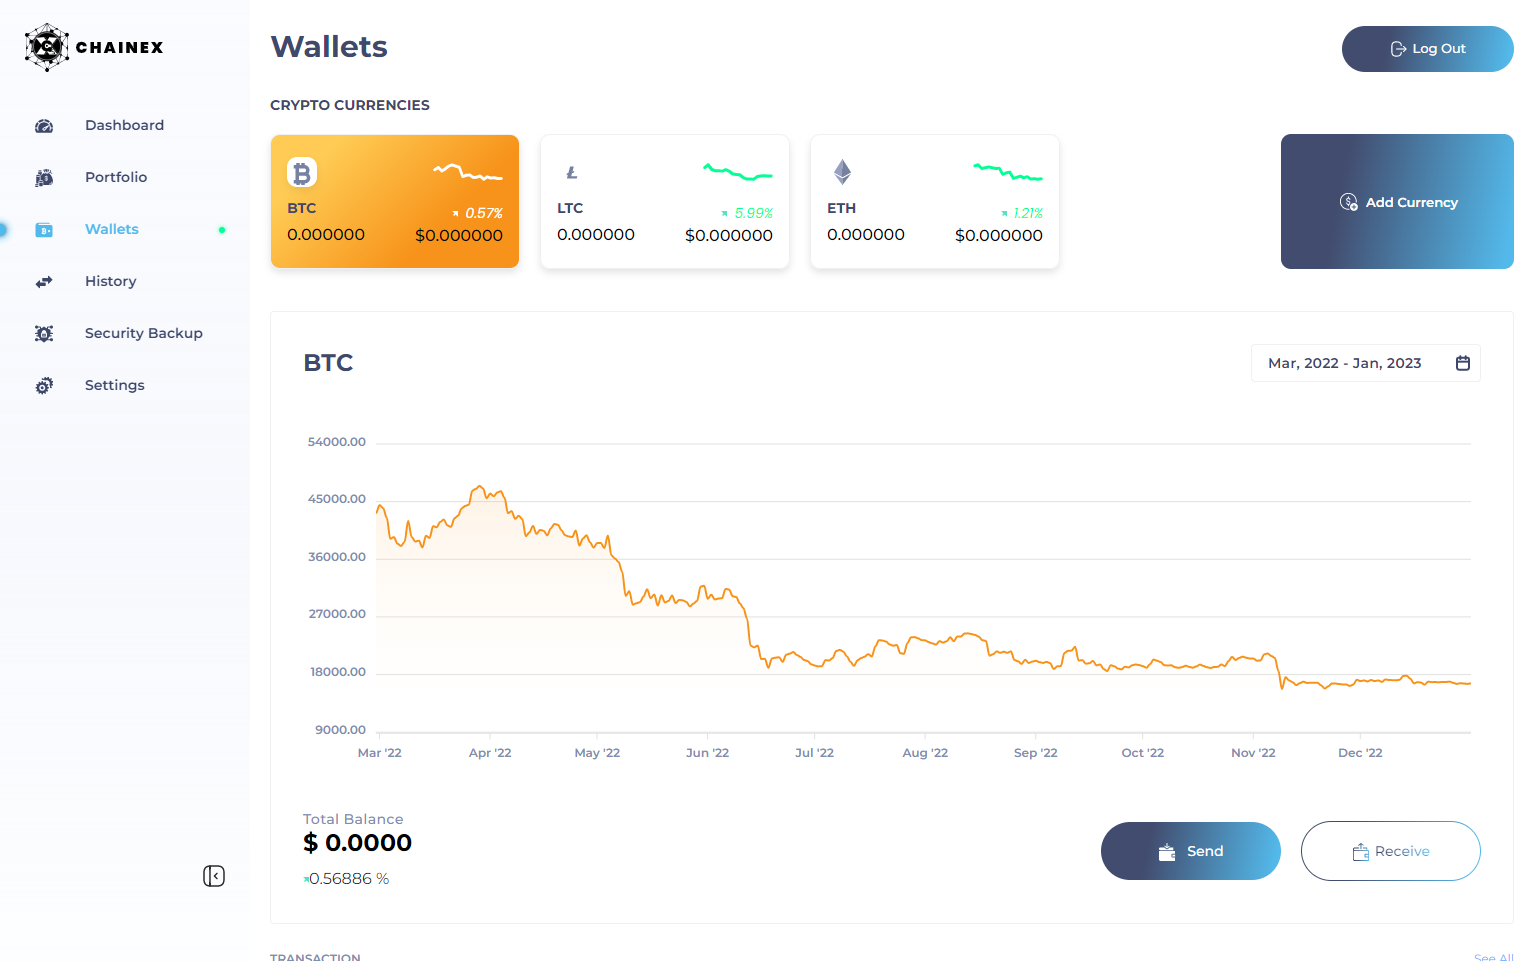 CHAINEX
Dashboard
Portfolio
Wallets
History
Security Backup
Settings
Wallets
Log Out
CRYPTO CURRENCIES
BTC
0.57%
0.000000
$0.000000
LTC
5.99%
0.000000
$0.000000
ETH
1.21%
0.000000
$0.000000
Add Currency
BTC
Mar, 2022 - Jan, 2023
54000.00
45000.00
36000.00
27000.00
18000.00
9000.00
Mar '22 Apr '22 May '22 Jun '22 Jul '22 Aug '22 Sep '22 Oct '22 Nov '22 Dec '22
Total Balance
$ 0.0000
0.56886 %
Send
Receive
TRANSACTION
See All